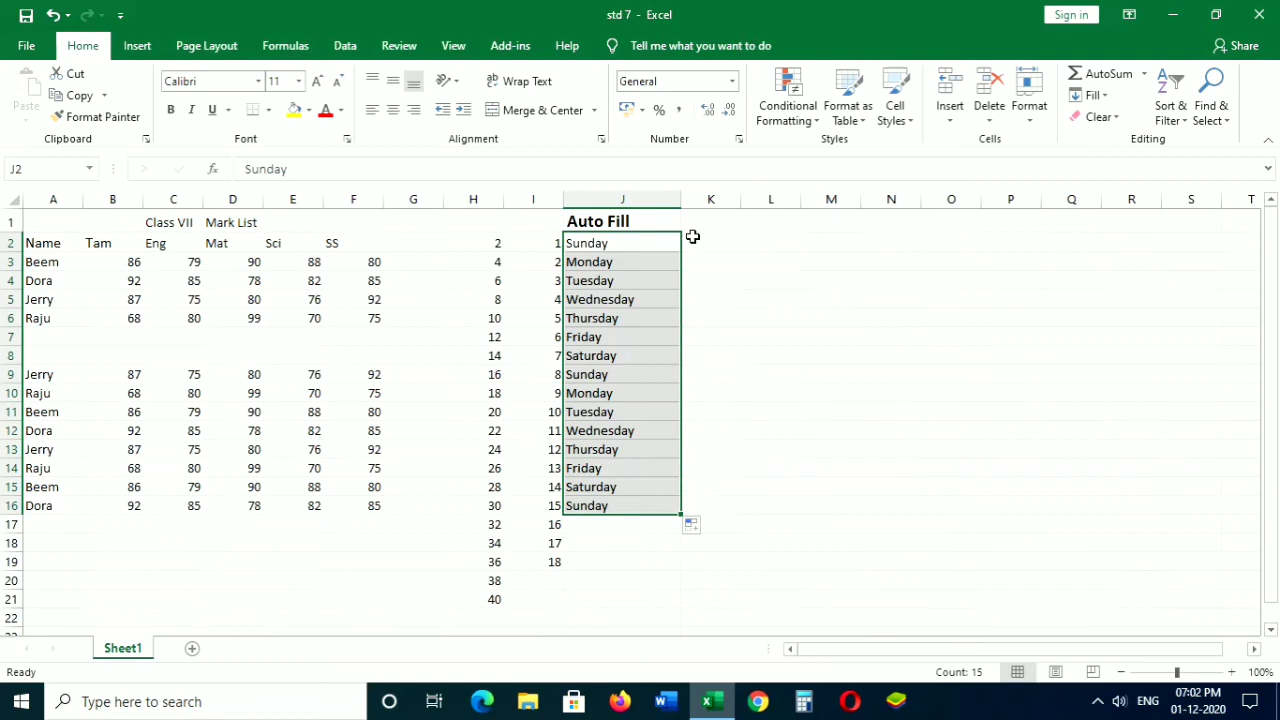 std 7 - Excel
Sign in
File Home Insert Page Layout Formulas Data Review View Add-ins Help Tell me what you want to do Share
Paste
Cut
Copy
Format Painter
Clipboard
Calibri 11
B I U
Font
Wrap Text
Merge & Center
Alignment
General
Number
Conditional Formatting
Format as Table
Cell Styles
Styles
Insert
Delete
Format
Cells
AutoSum
Fill
Clear
Sort & Filter
Find & Select
Editing
J2 fx Sunday
A B C D E F G H I J K L M N O P Q R S T
1 Class VII Mark List Auto Fill
2 Name Tam Eng Mat Sci SS 2 1 Sunday
3 Beem 86 79 90 88 80 4 2 Monday
4 Dora 92 85 78 82 85 6 3 Tuesday
5 Jerry 87 75 80 76 92 8 4 Wednesday
6 Raju 68 80 99 70 75 10 5 Thursday
7 12 6 Friday
8 14 7 Saturday
9 Jerry 87 75 80 76 92 16 8 Sunday
10 Raju 68 80 99 70 75 18 9 Monday
11 Beem 86 79 90 88 80 20 10 Tuesday
12 Dora 92 85 78 82 85 22 11 Wednesday
13 Jerry 87 75 80 76 92 24 12 Thursday
14 Raju 68 80 99 70 75 26 13 Friday
15 Beem 86 79 90 88 80 28 14 Saturday
16 Dora 92 85 78 82 85 30 15 Sunday
17 32 16
18 34 17
19 36 18
20 38
21 40
22
Sheet1
Ready Count: 15 100%
Type here to search ENG 07:02 PM
01-12-2020